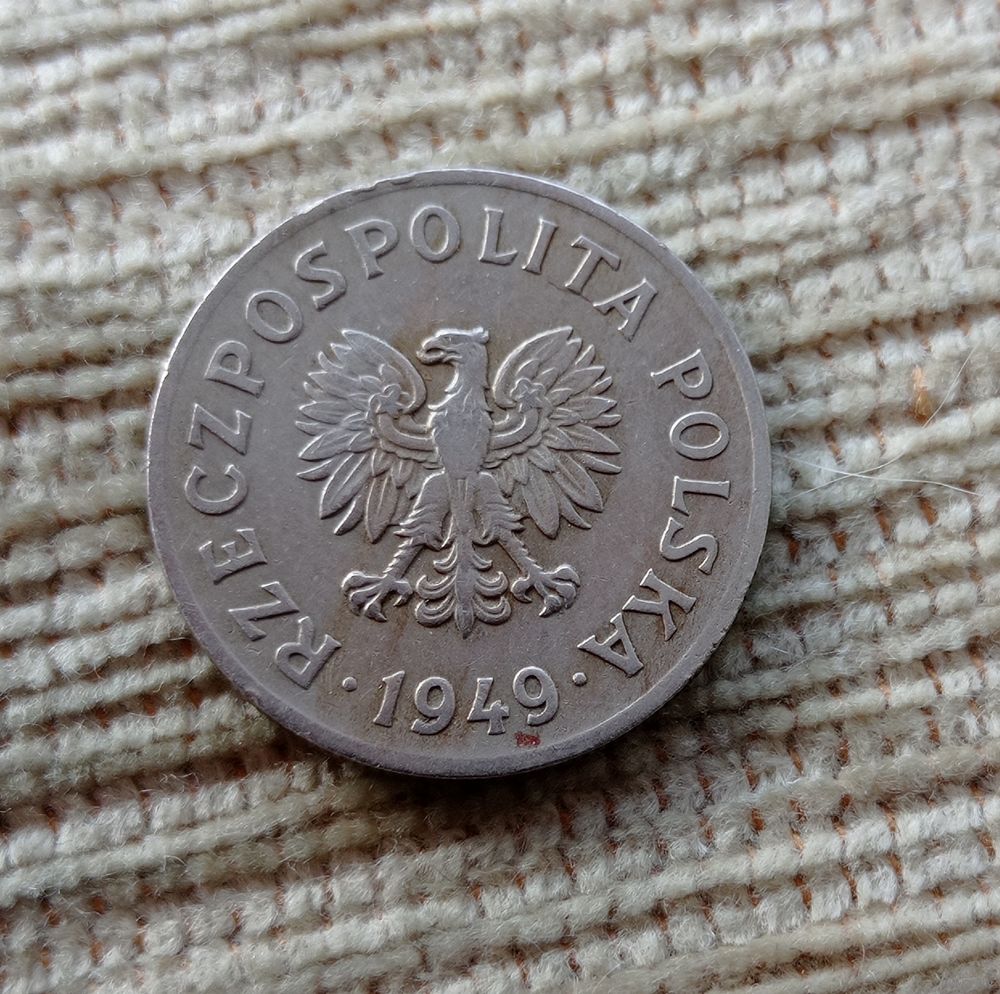 RZECZPOSPOLITA POLSKA
· 1949 ·